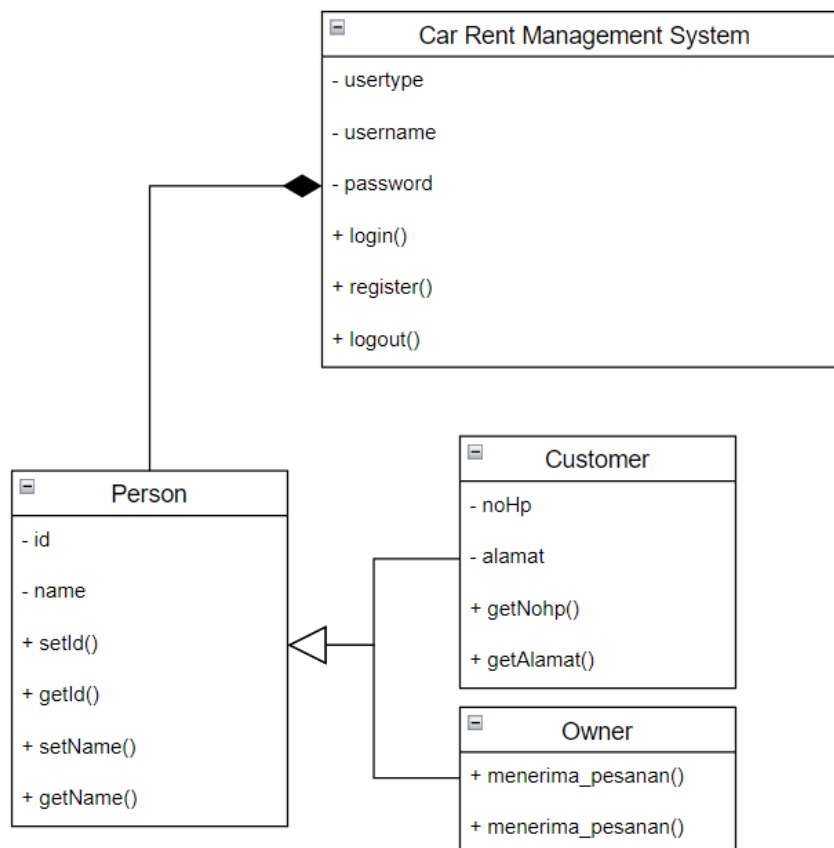 Car Rent Management System
- usertype
- username
- password
+ login()
+ register()
+ logout()
Person
- id
- name
+ setId()
+ getId()
+ setName()
+ getName()
Customer
- noHp
- alamat
+ getNohp()
+ getAlamat()
Owner
+ menerima_pesanan()
+ menerima_pesanan()